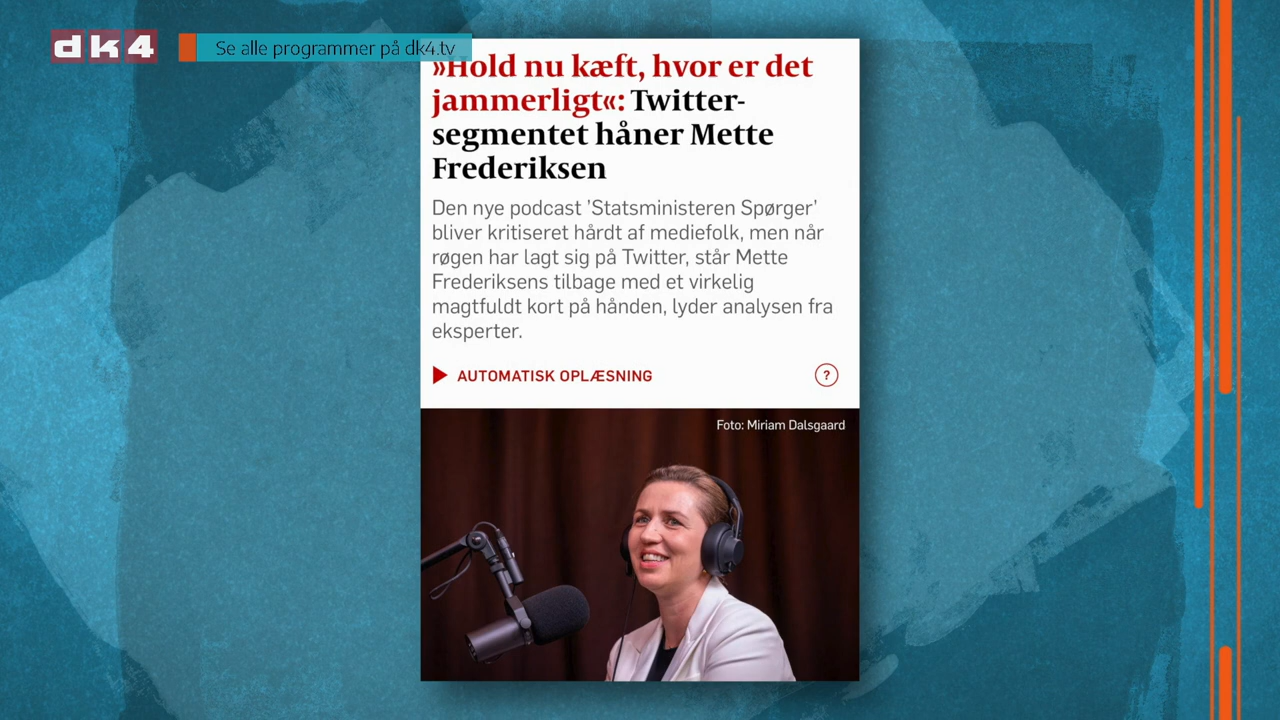 dk4
Se alle programmer på dk4.tv
»Hold nu kæft, hvor er det
jammerligt«: Twitter-
segmentet håner Mette
Frederiksen
Den nye podcast 'Statsministeren Spørger'
bliver kritiseret hårdt af mediefolk, men når
røgen har lagt sig på Twitter, står Mette
Frederiksens tilbage med et virkelig
magtfuldt kort på hånden, lyder analysen fra
eksperter.
AUTOMATISK OPLÆSNING
?
Foto: Miriam Dalsgaard